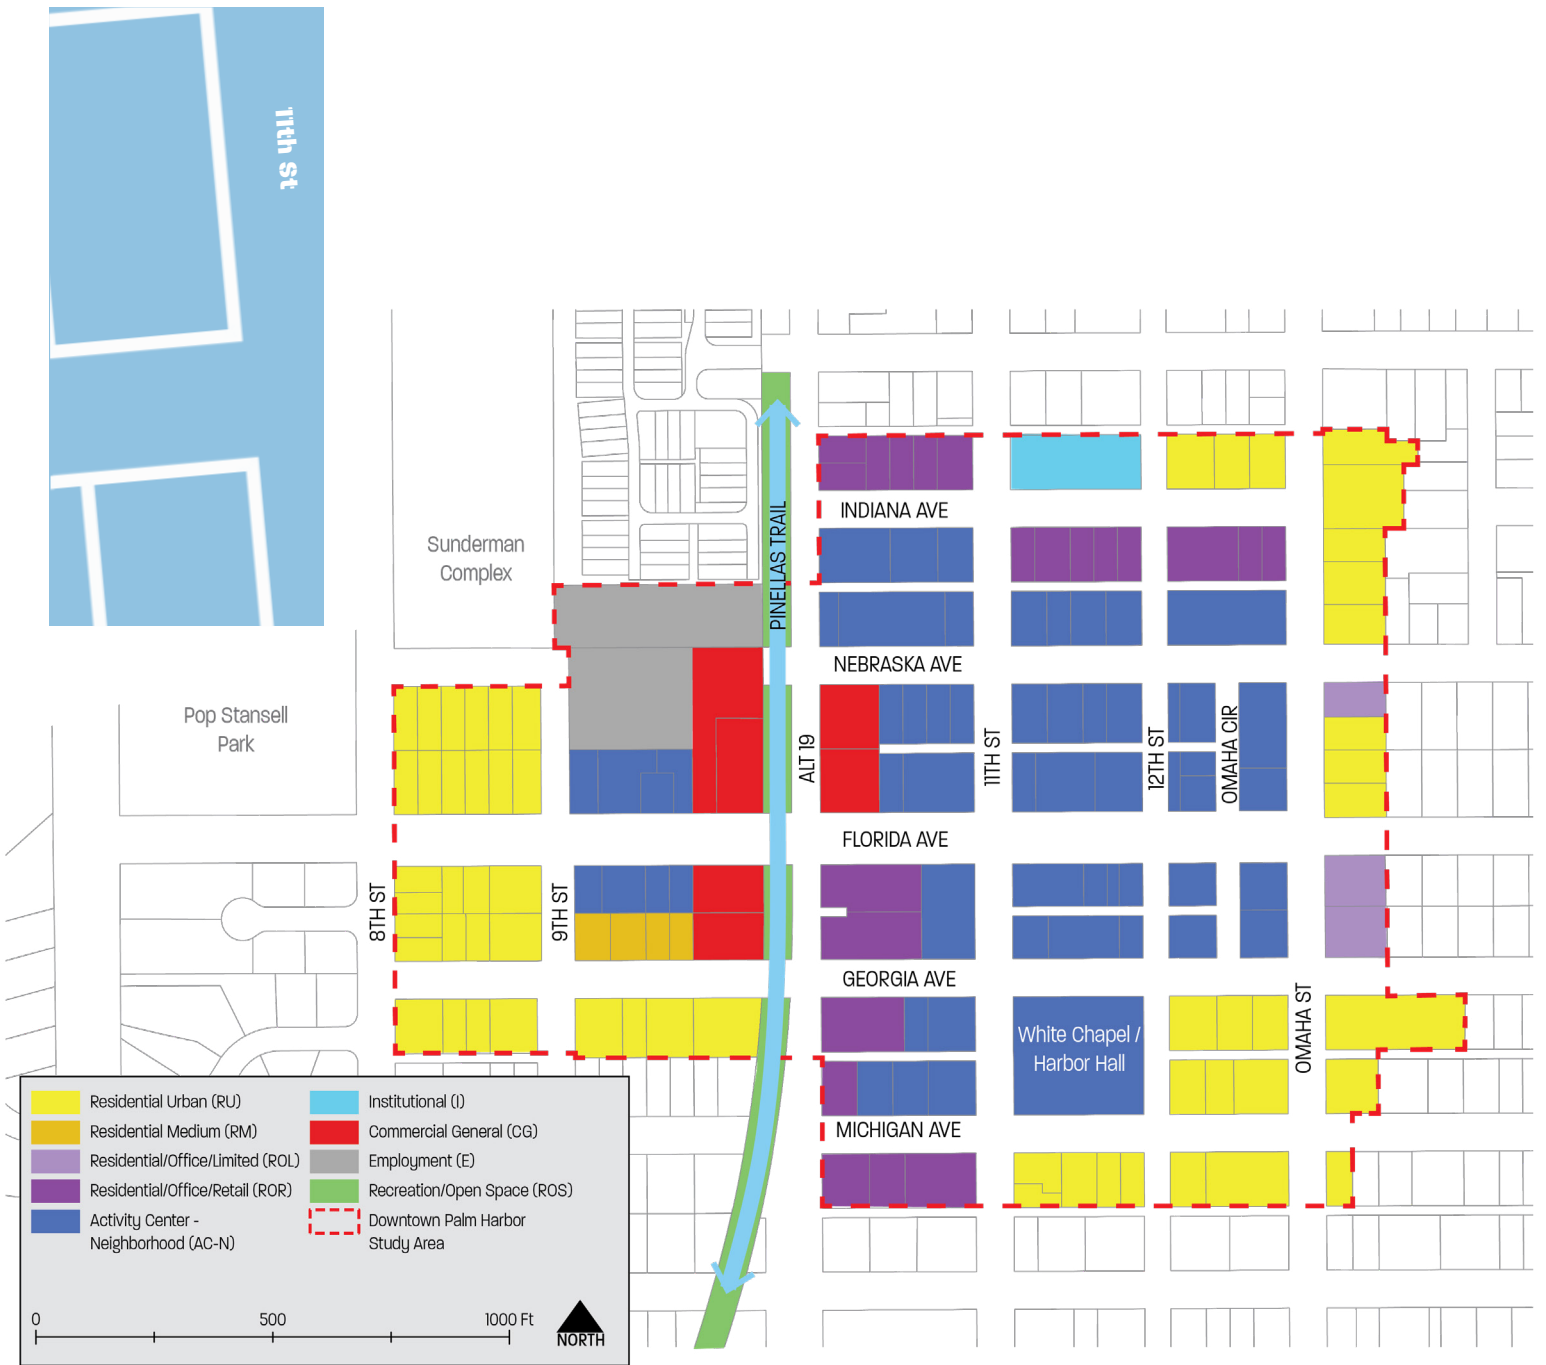 11th St
Sunderman
Complex
PINELLAS TRAIL
INDIANA AVE
NEBRASKA AVE
Pop Stansell
Park
ALT 19
11TH ST
12TH ST
OMAHA CIR
FLORIDA AVE
8TH ST
9TH ST
GEORGIA AVE
White Chapel /
Harbor Hall
OMAHA ST
MICHIGAN AVE
Residential Urban (RU)
Residential Medium (RM)
Residential/Office/Limited (ROL)
Residential/Office/Retail (ROR)
Activity Center -
Neighborhood (AC-N)
Institutional (I)
Commercial General (CG)
Employment (E)
Recreation/Open Space (ROS)
Downtown Palm Harbor
Study Area
0 500 1000 Ft
NORTH